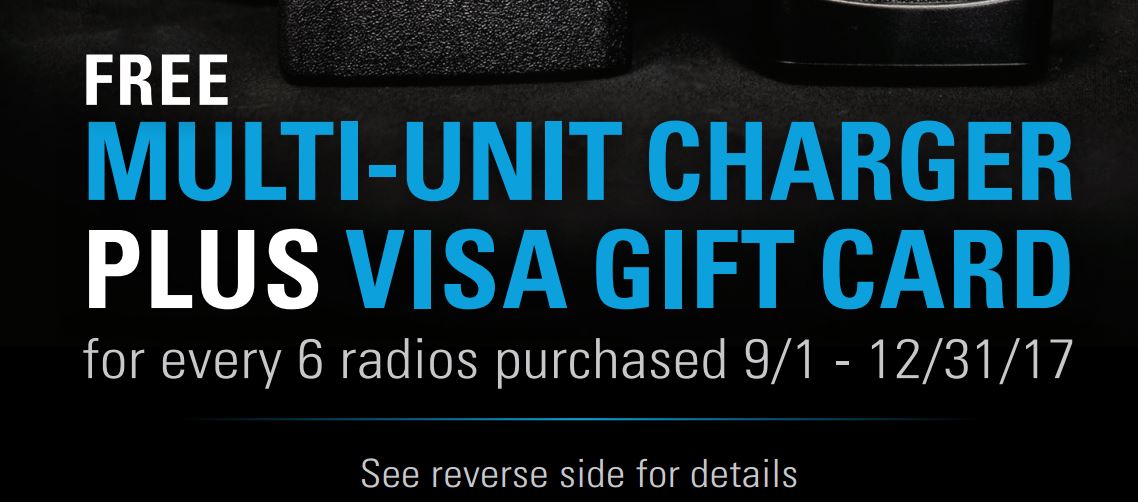 FREE
MULTI-UNIT CHARGER
PLUS VISA GIFT CARD
for every 6 radios purchased 9/1 - 12/31/17
See reverse side for details